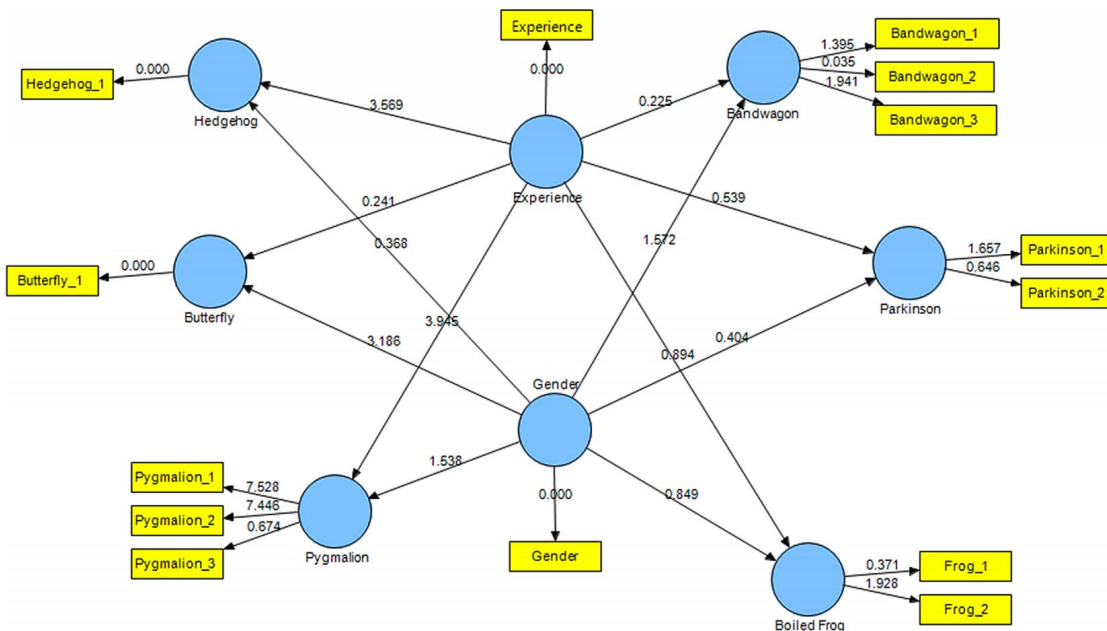 Experience
Bandwagon_1
1.395
0.000
Hedgehog_1
0.000
Hedgehog
3.569
0.225
0.035
Bandwagon_2
1.941
Bandwagon
Bandwagon_3
Experience
0.241
0.539
0.368
1.572
Butterfly_1
0.000
Butterfly
1.657
Parkinson_1
0.646
Parkinson_2
Parkinson
3.945
3.186
0.404
0.894
Gender
Pygmalion_1
7.528
1.538
7.446
Pygmalion_2
0.674
Pygmalion_3
Pygmalion
0.000
0.849
Gender
0.371
Frog_1
1.928
Frog_2
Boiled Frog